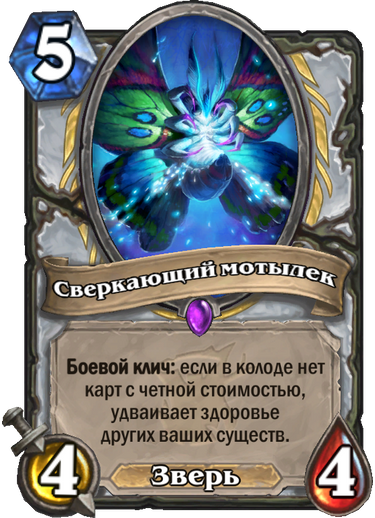 5
Сверкающий мотылек
Боевой клич: если в колоде нет
карт с четной стоимостью,
удваивает здоровье
других ваших существ.
4
Зверь
4